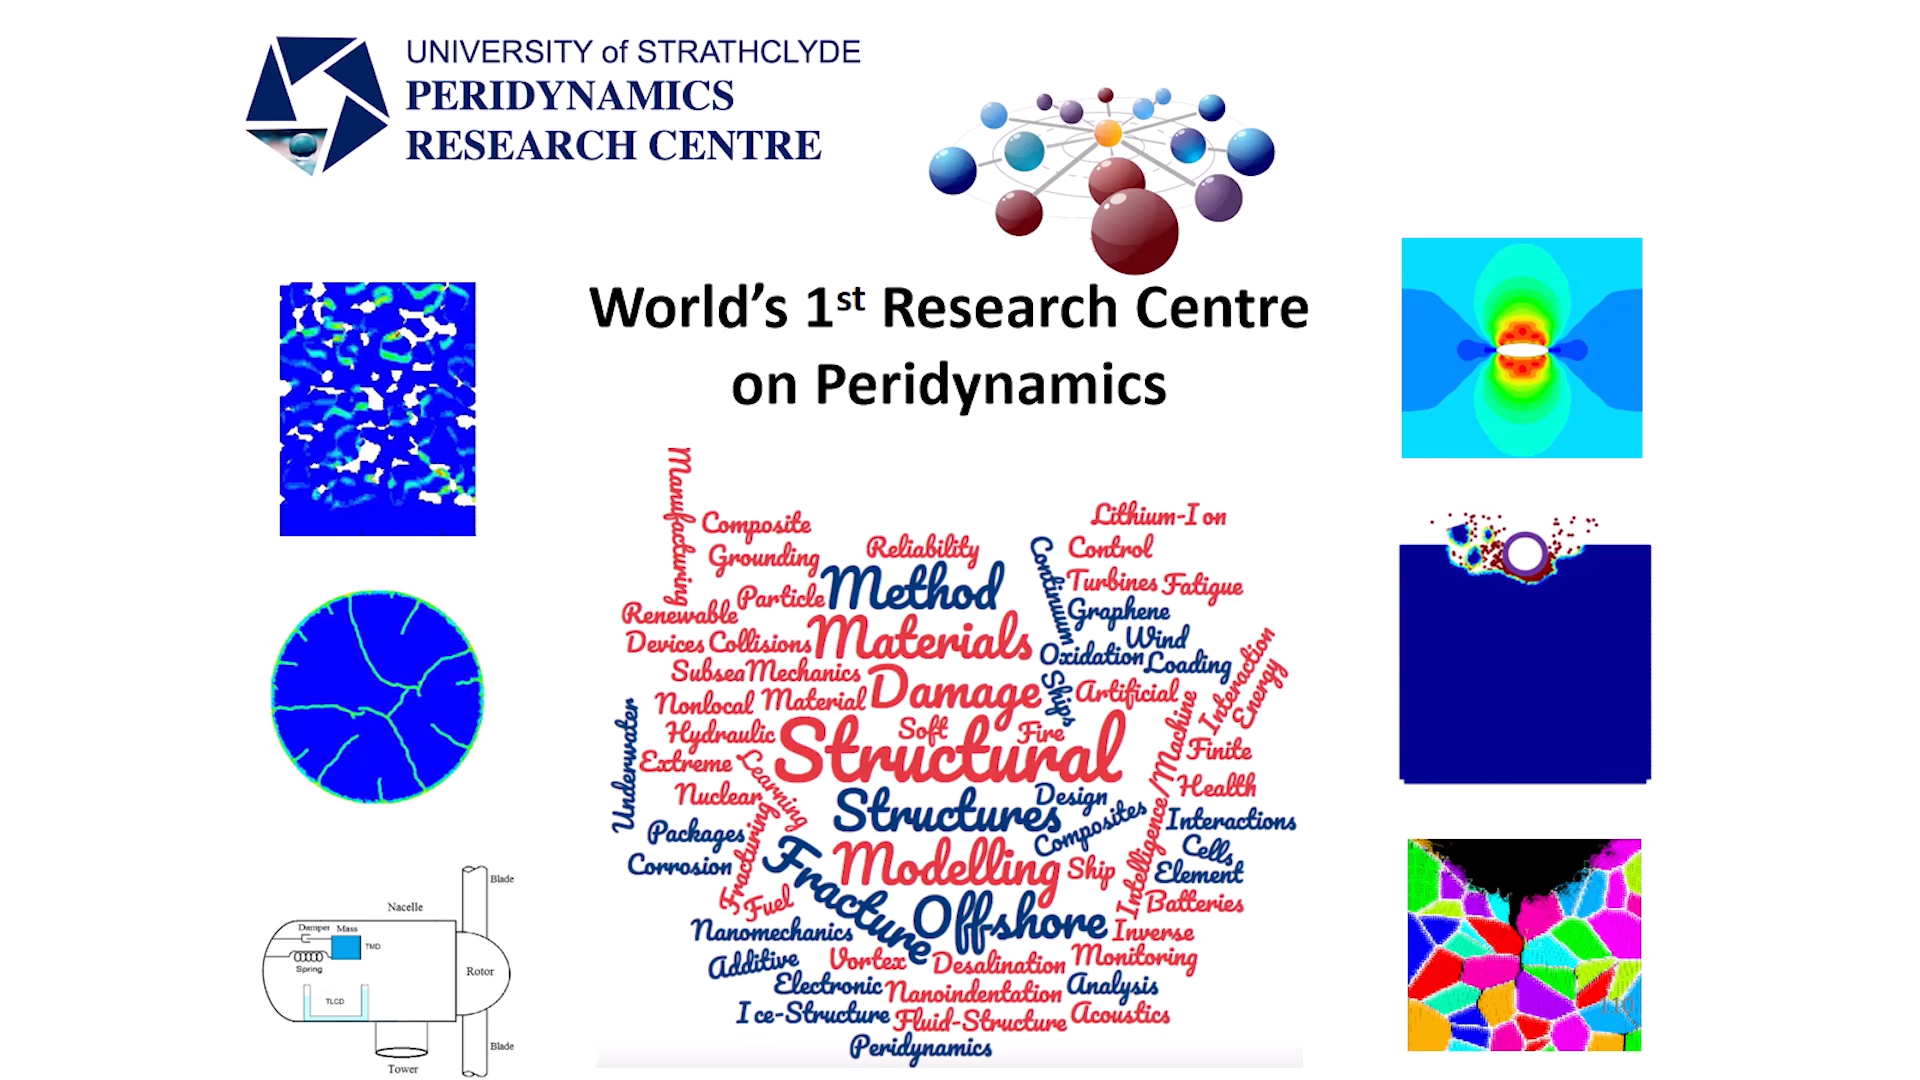 UNIVERSITY of STRATHCLYDE
PERIDYNAMICS
RESEARCH CENTRE
World's 1st Research Centre
on Peridynamics
Manufacturing
Composite
Lithium-I on
Grounding
Reliability
Continuum
Control
Method
Turbines
Fatigue
Particle
Renewable
Graphene
Materials
Wind
Devices
Collisions
Oxidation
Loading
Interaction
Subsea
Mechanics
Damage
Ships
Artificial
Energy
Nonlocal
Material
Underwater
Hydraulic
Soft
Fire
Structural
Finite
Extreme
Learning
Intelligence/Machine
Health
Nuclear
Design
Structures
Composites
Interactions
Packages
Fracturing
Cells
Corrosion
Fracture
Modelling
Ship
Element
Fuel
Offshore
Batteries
Nanomechanics
Inverse
Additive
Vortex
Desalination
Monitoring
Electronic
Nanoindentation
Analysis
I ce-Structure
Fluid-Structure
Acoustics
Peridynamics
Blade
Nacelle
Damper
Mass
TMD
Spring
Rotor
TLCD
Blade
Tower
110